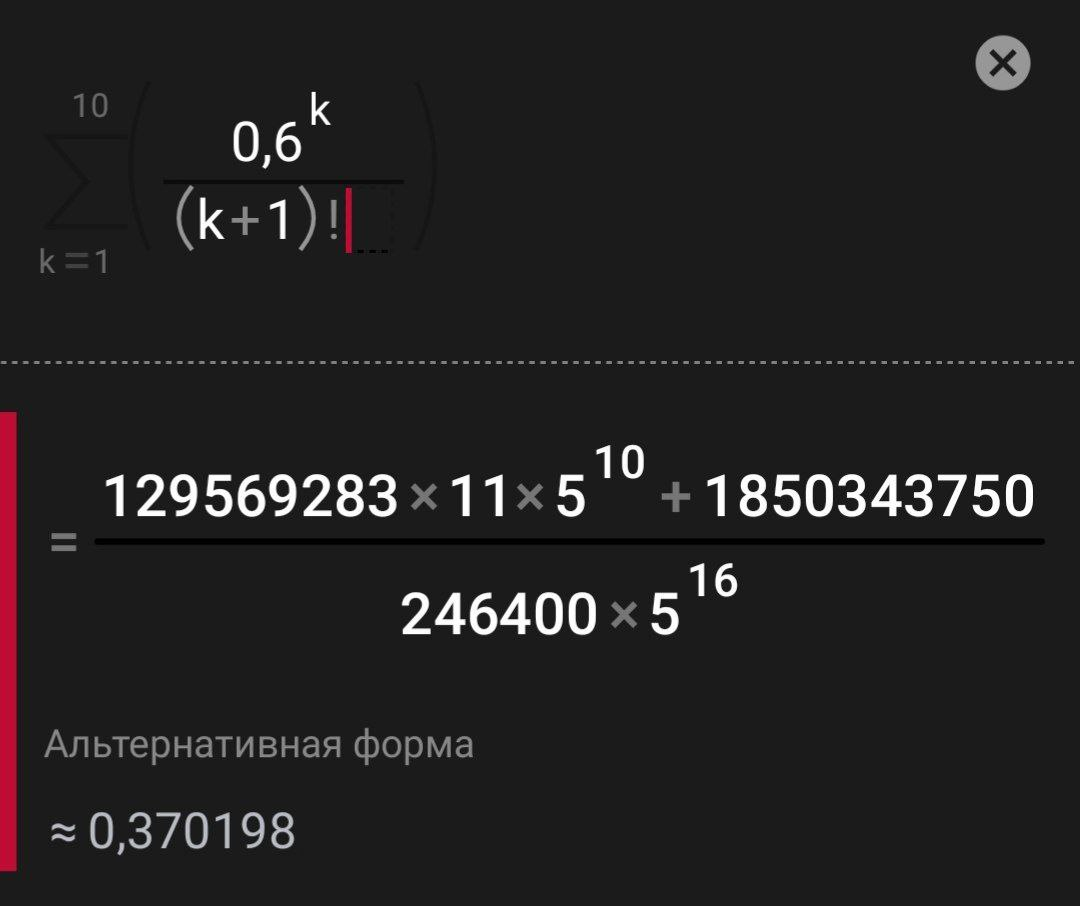 10
∑ ( 0,6^k / (k+1)! )
k=1
= (129569283×11×5^10 + 1850343750) / (246400×5^16)
Альтернативная форма
≈ 0,370198